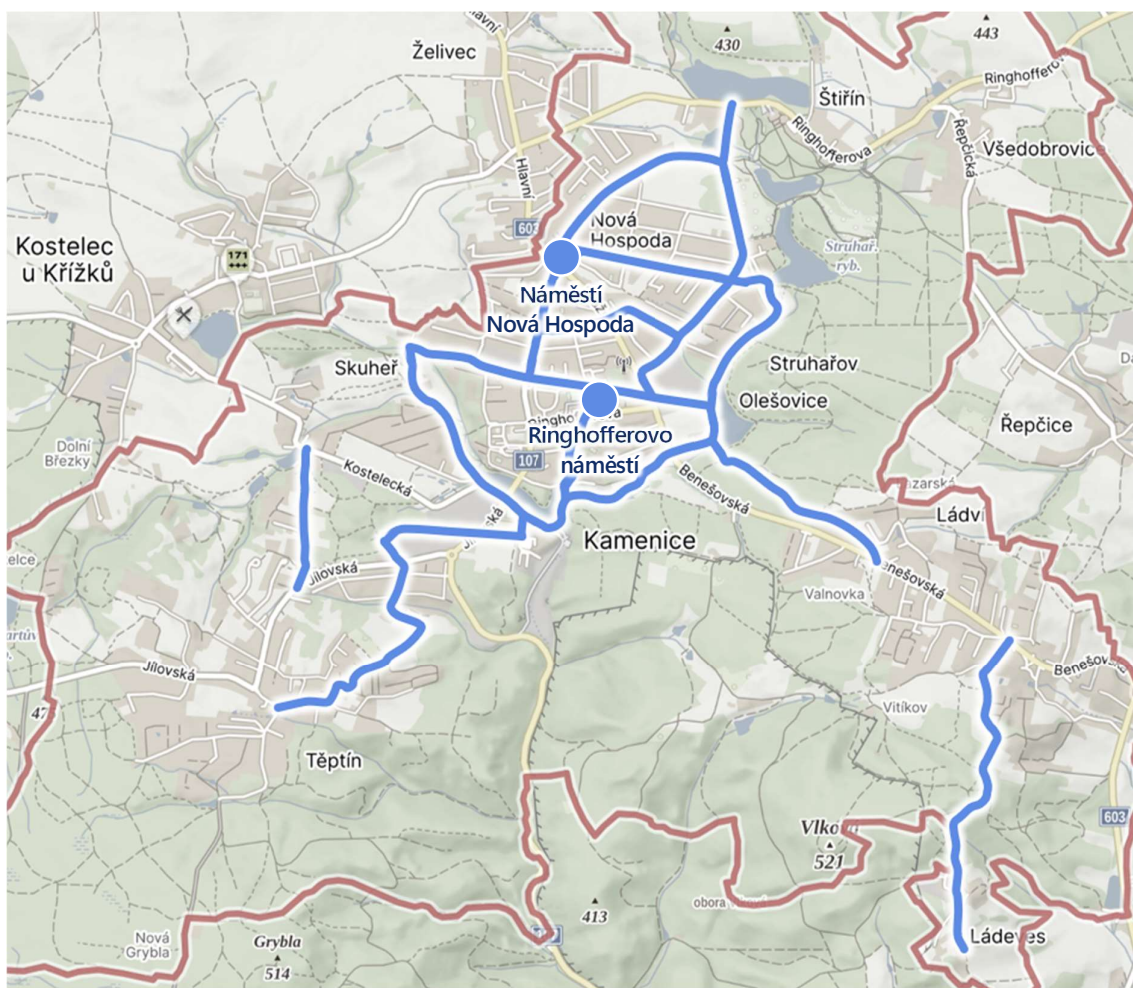 Hlavní
430
443
Želivec
Ringhofferova
Štiřín
Ringhofferova
Řepčická
Všedobrovice
Hlavní
603
Nová
Hospoda
Kostelec
u Křížků
171
Struhař.
ryb.
Náměstí
Nová Hospoda
Skuheř
Struhařov
Olešovice
Ringhofferovo
náměstí
Řepčice
Dolní
Břežky
107
Kostelecká
Benešovská
Ládví
Kamenice
Jílovská
Benešovská
Valnovka
Jílovská
Benešovská
Vitíkov
Těptín
603
521
obora
413
Nová
Grybla
Grybla
514
Ládeves